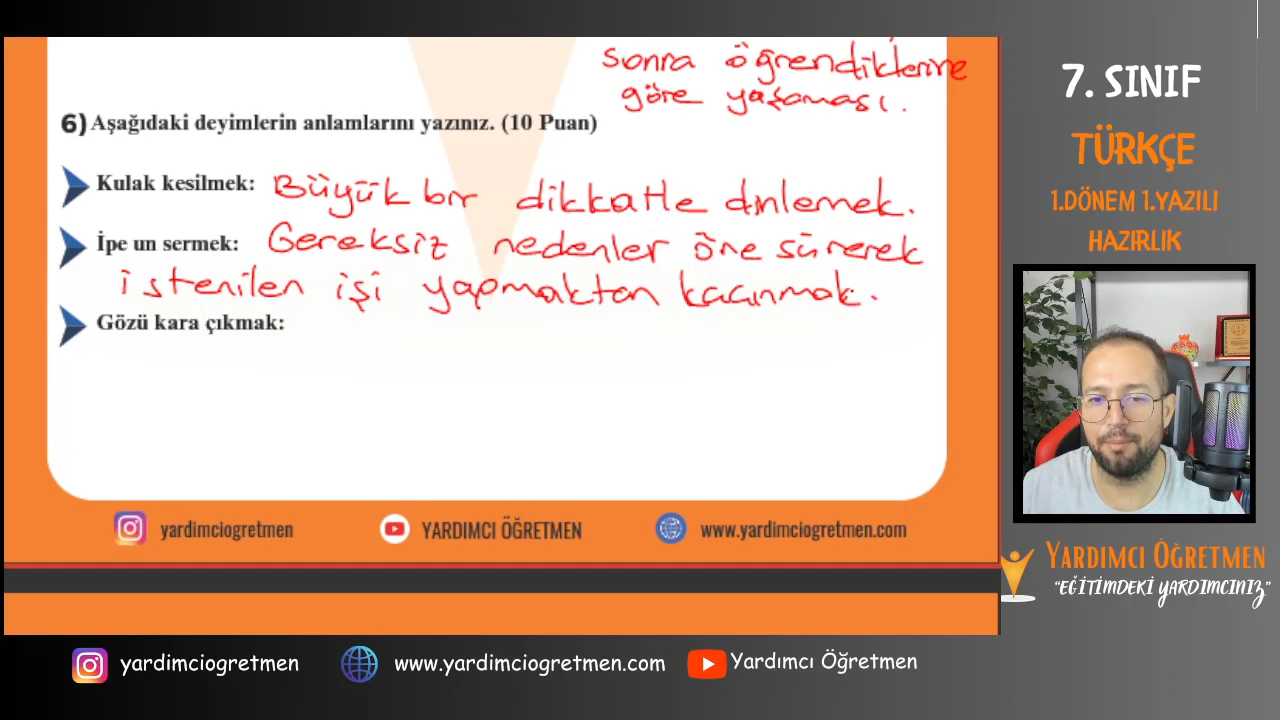 sonra öğrendiklerine
göre yaşaması.
6) Aşağıdaki deyimlerin anlamlarını yazınız. (10 Puan)
Kulak kesilmek: Büyük bir dikkatle dinlemek.
İpe un sermek: Gereksiz nedenler öne sürerek
istenilen işi yapmaktan kaçınmak.
Gözü kara çıkmak:
yardimciogretmen YARDIMCI ÖĞRETMEN www.yardimciogretmen.com
7. SINIF
TÜRKÇE
1.DÖNEM 1.YAZILI
HAZIRLIK
YARDIMCI ÖĞRETMEN
"EĞİTİMDEKİ YARDIMCINIZ"
yardimciogretmen www.yardimciogretmen.com Yardımcı Öğretmen